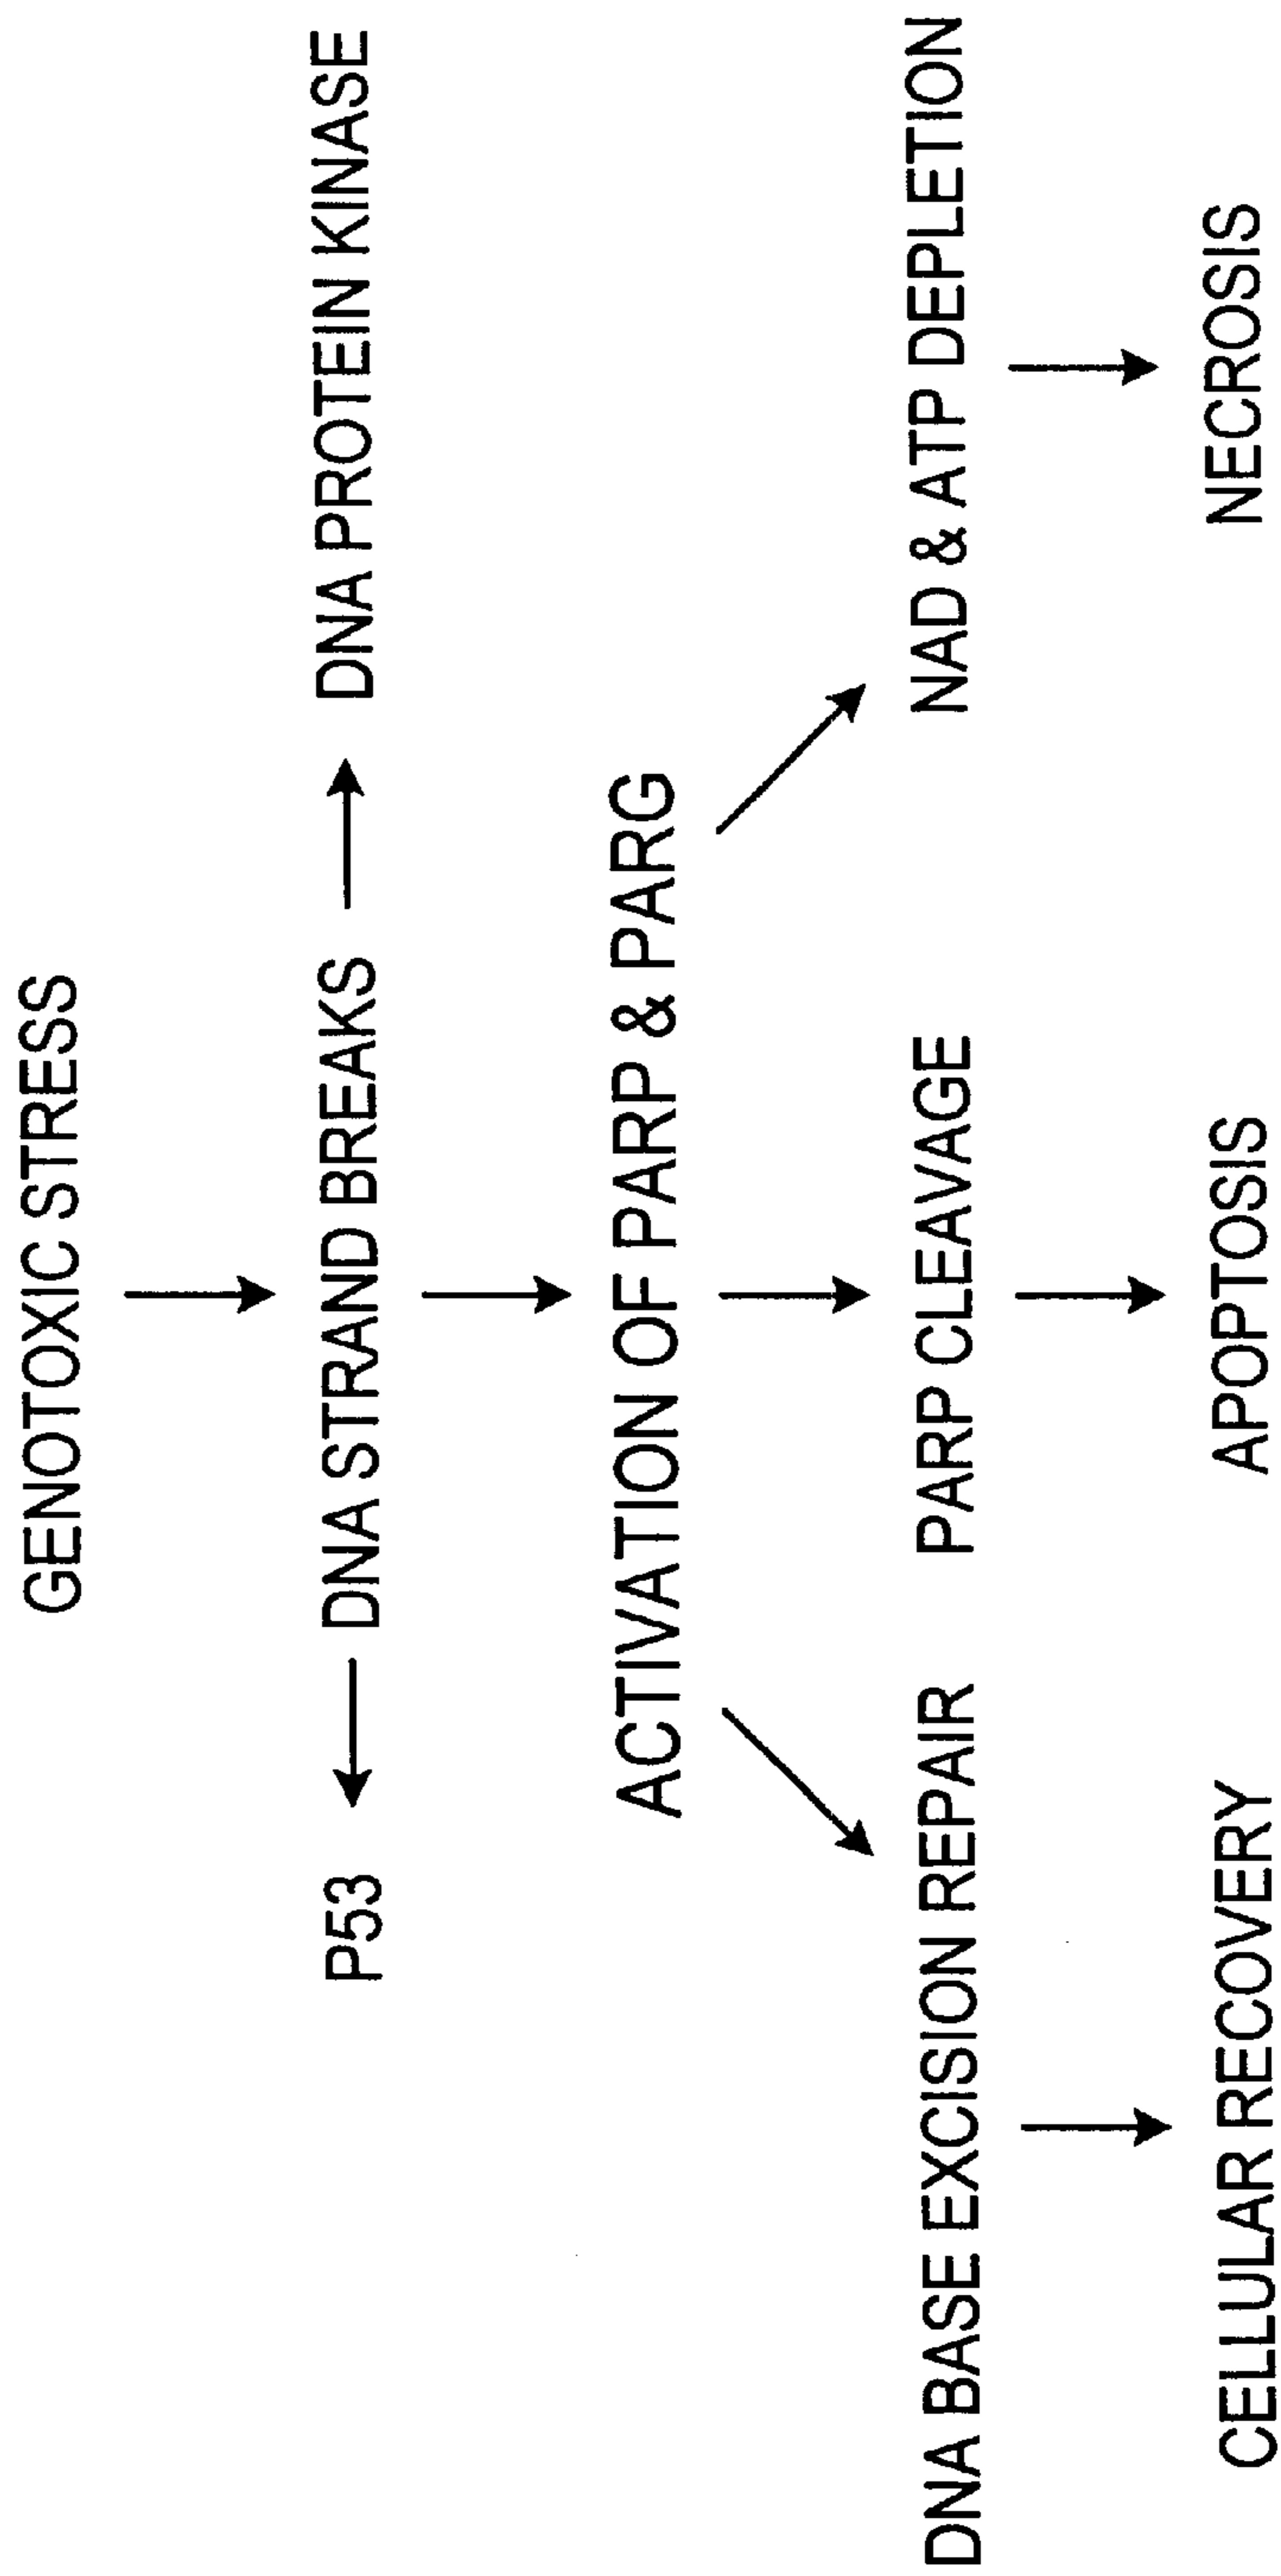 GENOTOXIC STRESS
P53 DNA STRAND BREAKS DNA PROTEIN KINASE
ACTIVATION OF PARP & PARG
DNA BASE EXCISION REPAIR PARP CLEAVAGE NAD & ATP DEPLETION
CELLULAR RECOVERY APOPTOSIS NECROSIS